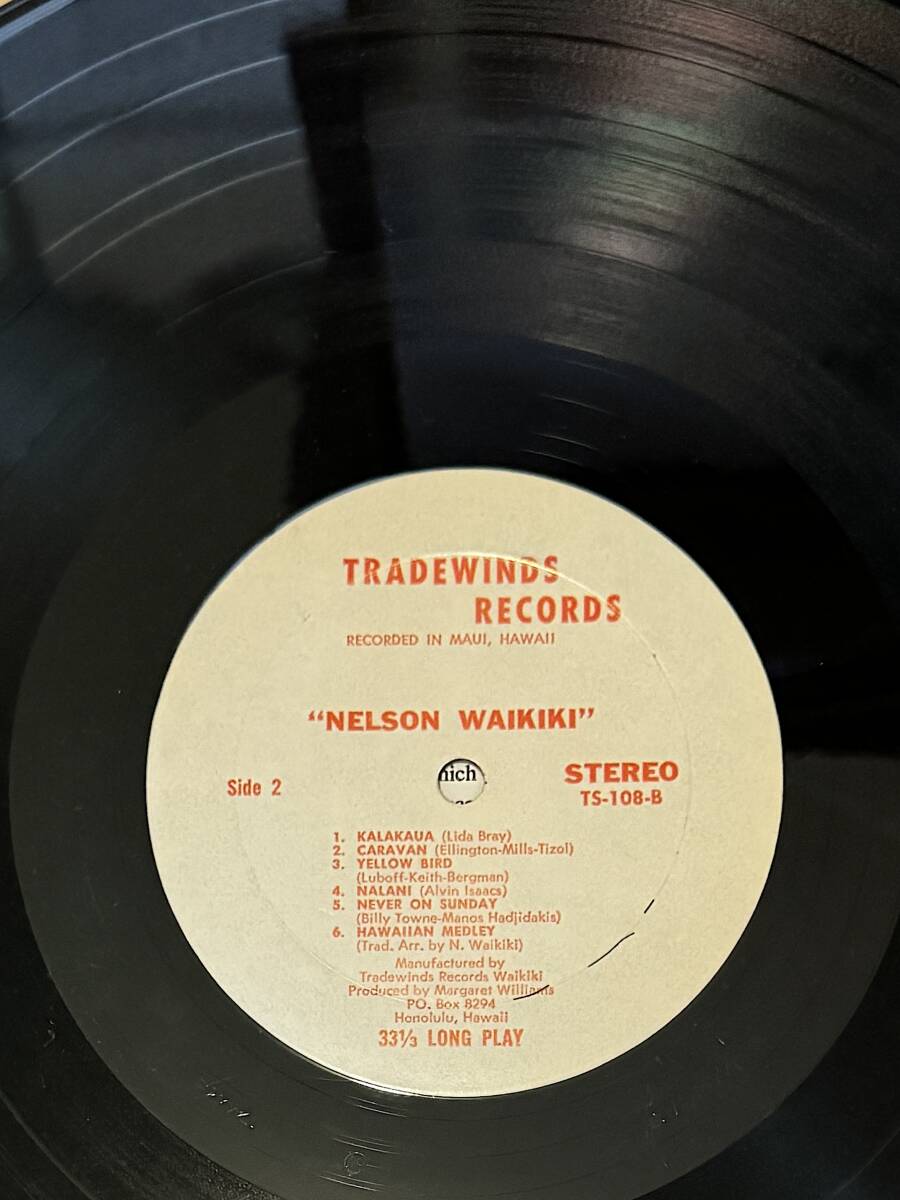 TRADEWINDS
RECORDS
RECORDED IN MAUI, HAWAII
“NELSON WAIKIKI”
Side 2
hich
STEREO
TS-108-B
1. KALAKAUA (Lida Bray)
2. CARAVAN (Ellington-Mills-Tizol)
3. YELLOW BIRD
(Luboff-Keith-Bergman)
4. NALANI (Alvin Isaacs)
5. NEVER ON SUNDAY
(Billy Towne-Manos Hadjidakis)
6. HAWAIIAN MEDLEY
(Trad. Arr. by N. Waikiki)
Manufactured by
Tradewinds Records Waikiki
Produced by Margaret Williams
PO. Box 8294
Honolulu, Hawaii
33⅓ LONG PLAY